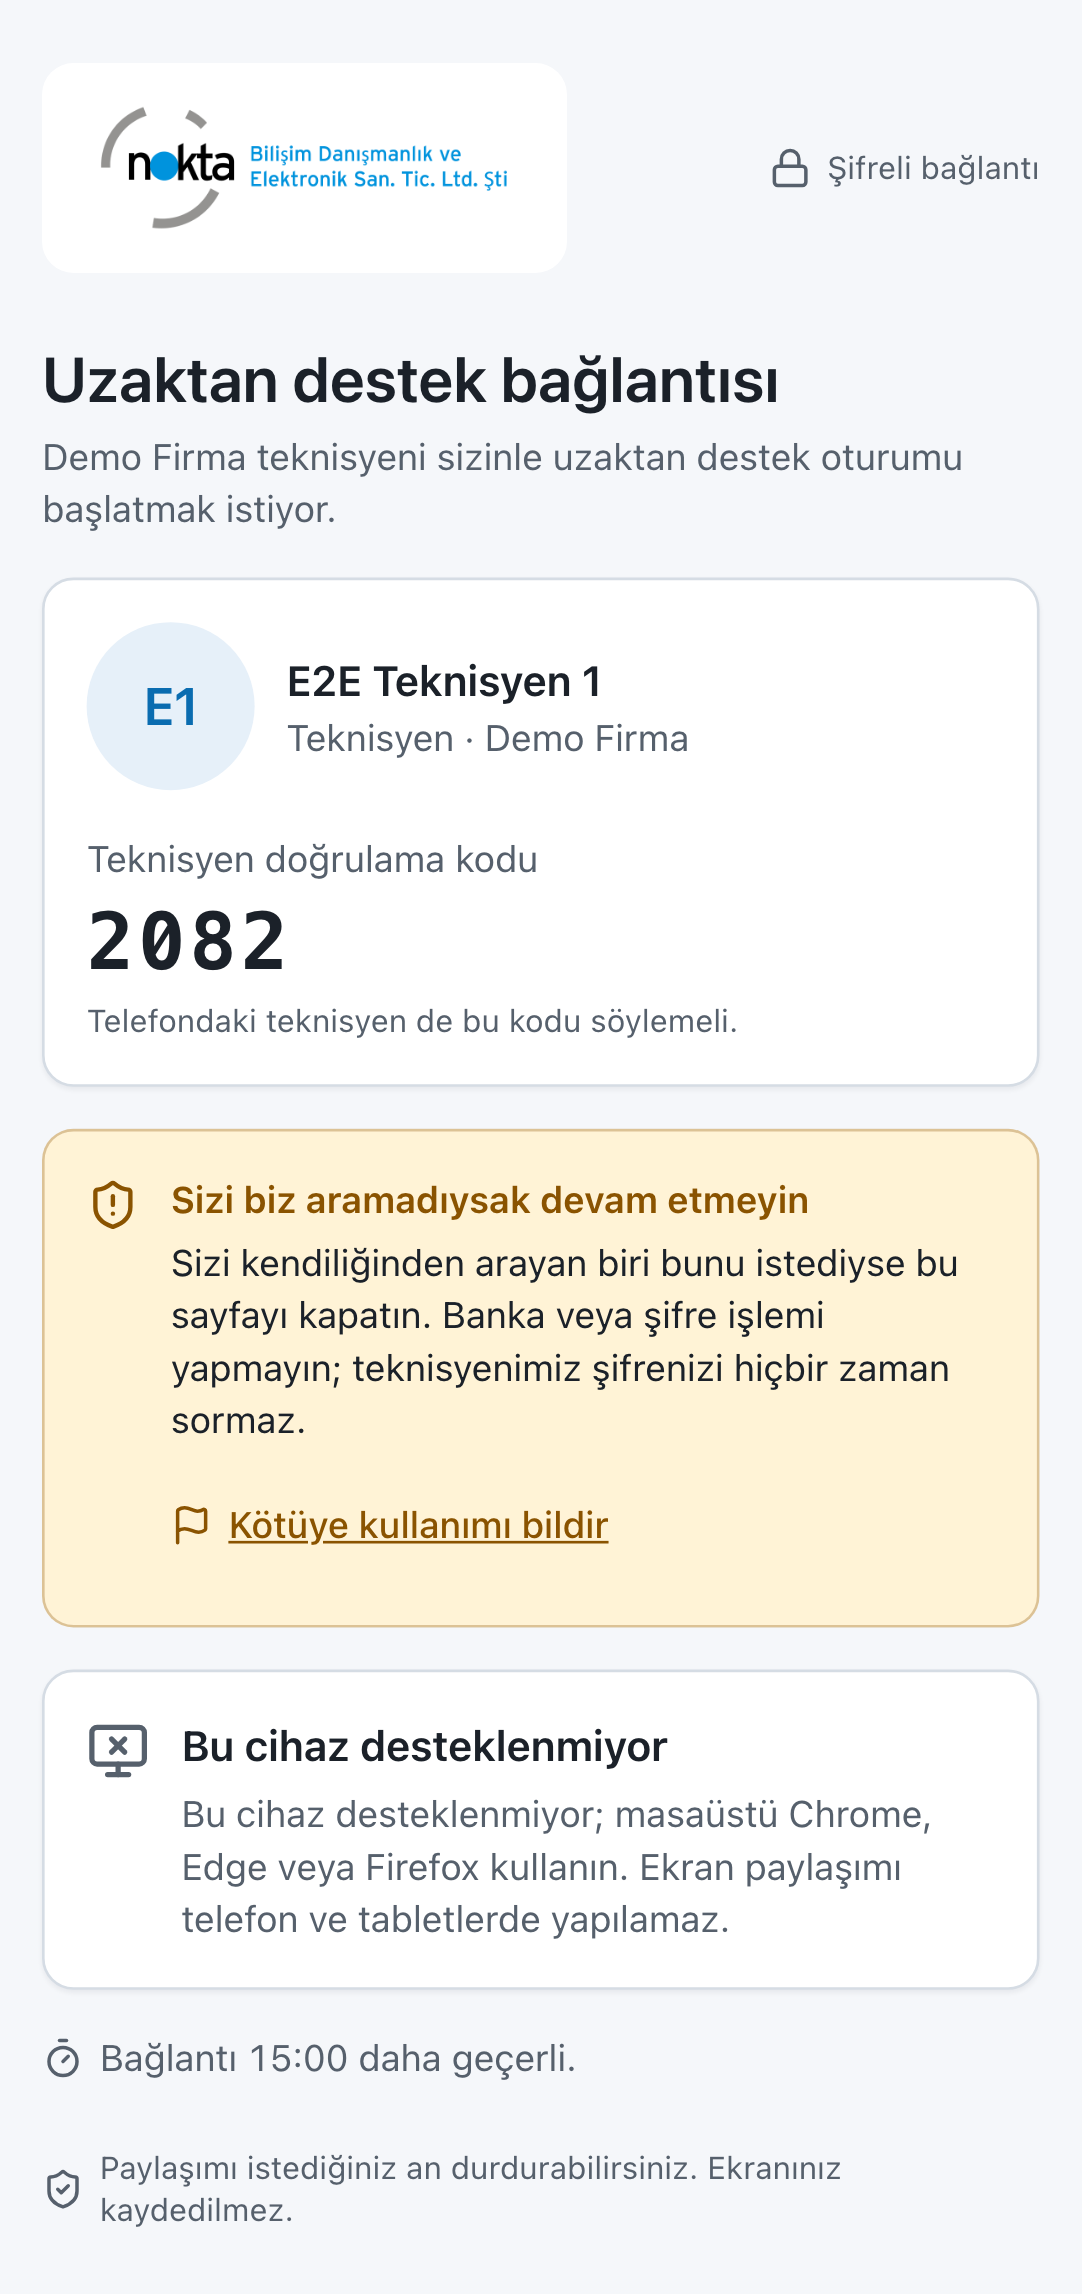 nokta
Bilişim Danışmanlık ve
Elektronik San. Tic. Ltd. Şti
Şifreli bağlantı
Uzaktan destek bağlantısı
Demo Firma teknisyeni sizinle uzaktan destek oturumu
başlatmak istiyor.
E1
E2E Teknisyen 1
Teknisyen · Demo Firma
Teknisyen doğrulama kodu
2082
Telefondaki teknisyen de bu kodu söylemeli.
Sizi biz aramadıysak devam etmeyin
Sizi kendiliğinden arayan biri bunu istediyse bu
sayfayı kapatın. Banka veya şifre işlemi
yapmayın; teknisyenimiz şifrenizi hiçbir zaman
sormaz.
Kötüye kullanımı bildir
Bu cihaz desteklenmiyor
Bu cihaz desteklenmiyor; masaüstü Chrome,
Edge veya Firefox kullanın. Ekran paylaşımı
telefon ve tabletlerde yapılamaz.
Bağlantı 15:00 daha geçerli.
Paylaşımı istediğiniz an durdurabilirsiniz. Ekranınız
kaydedilmez.